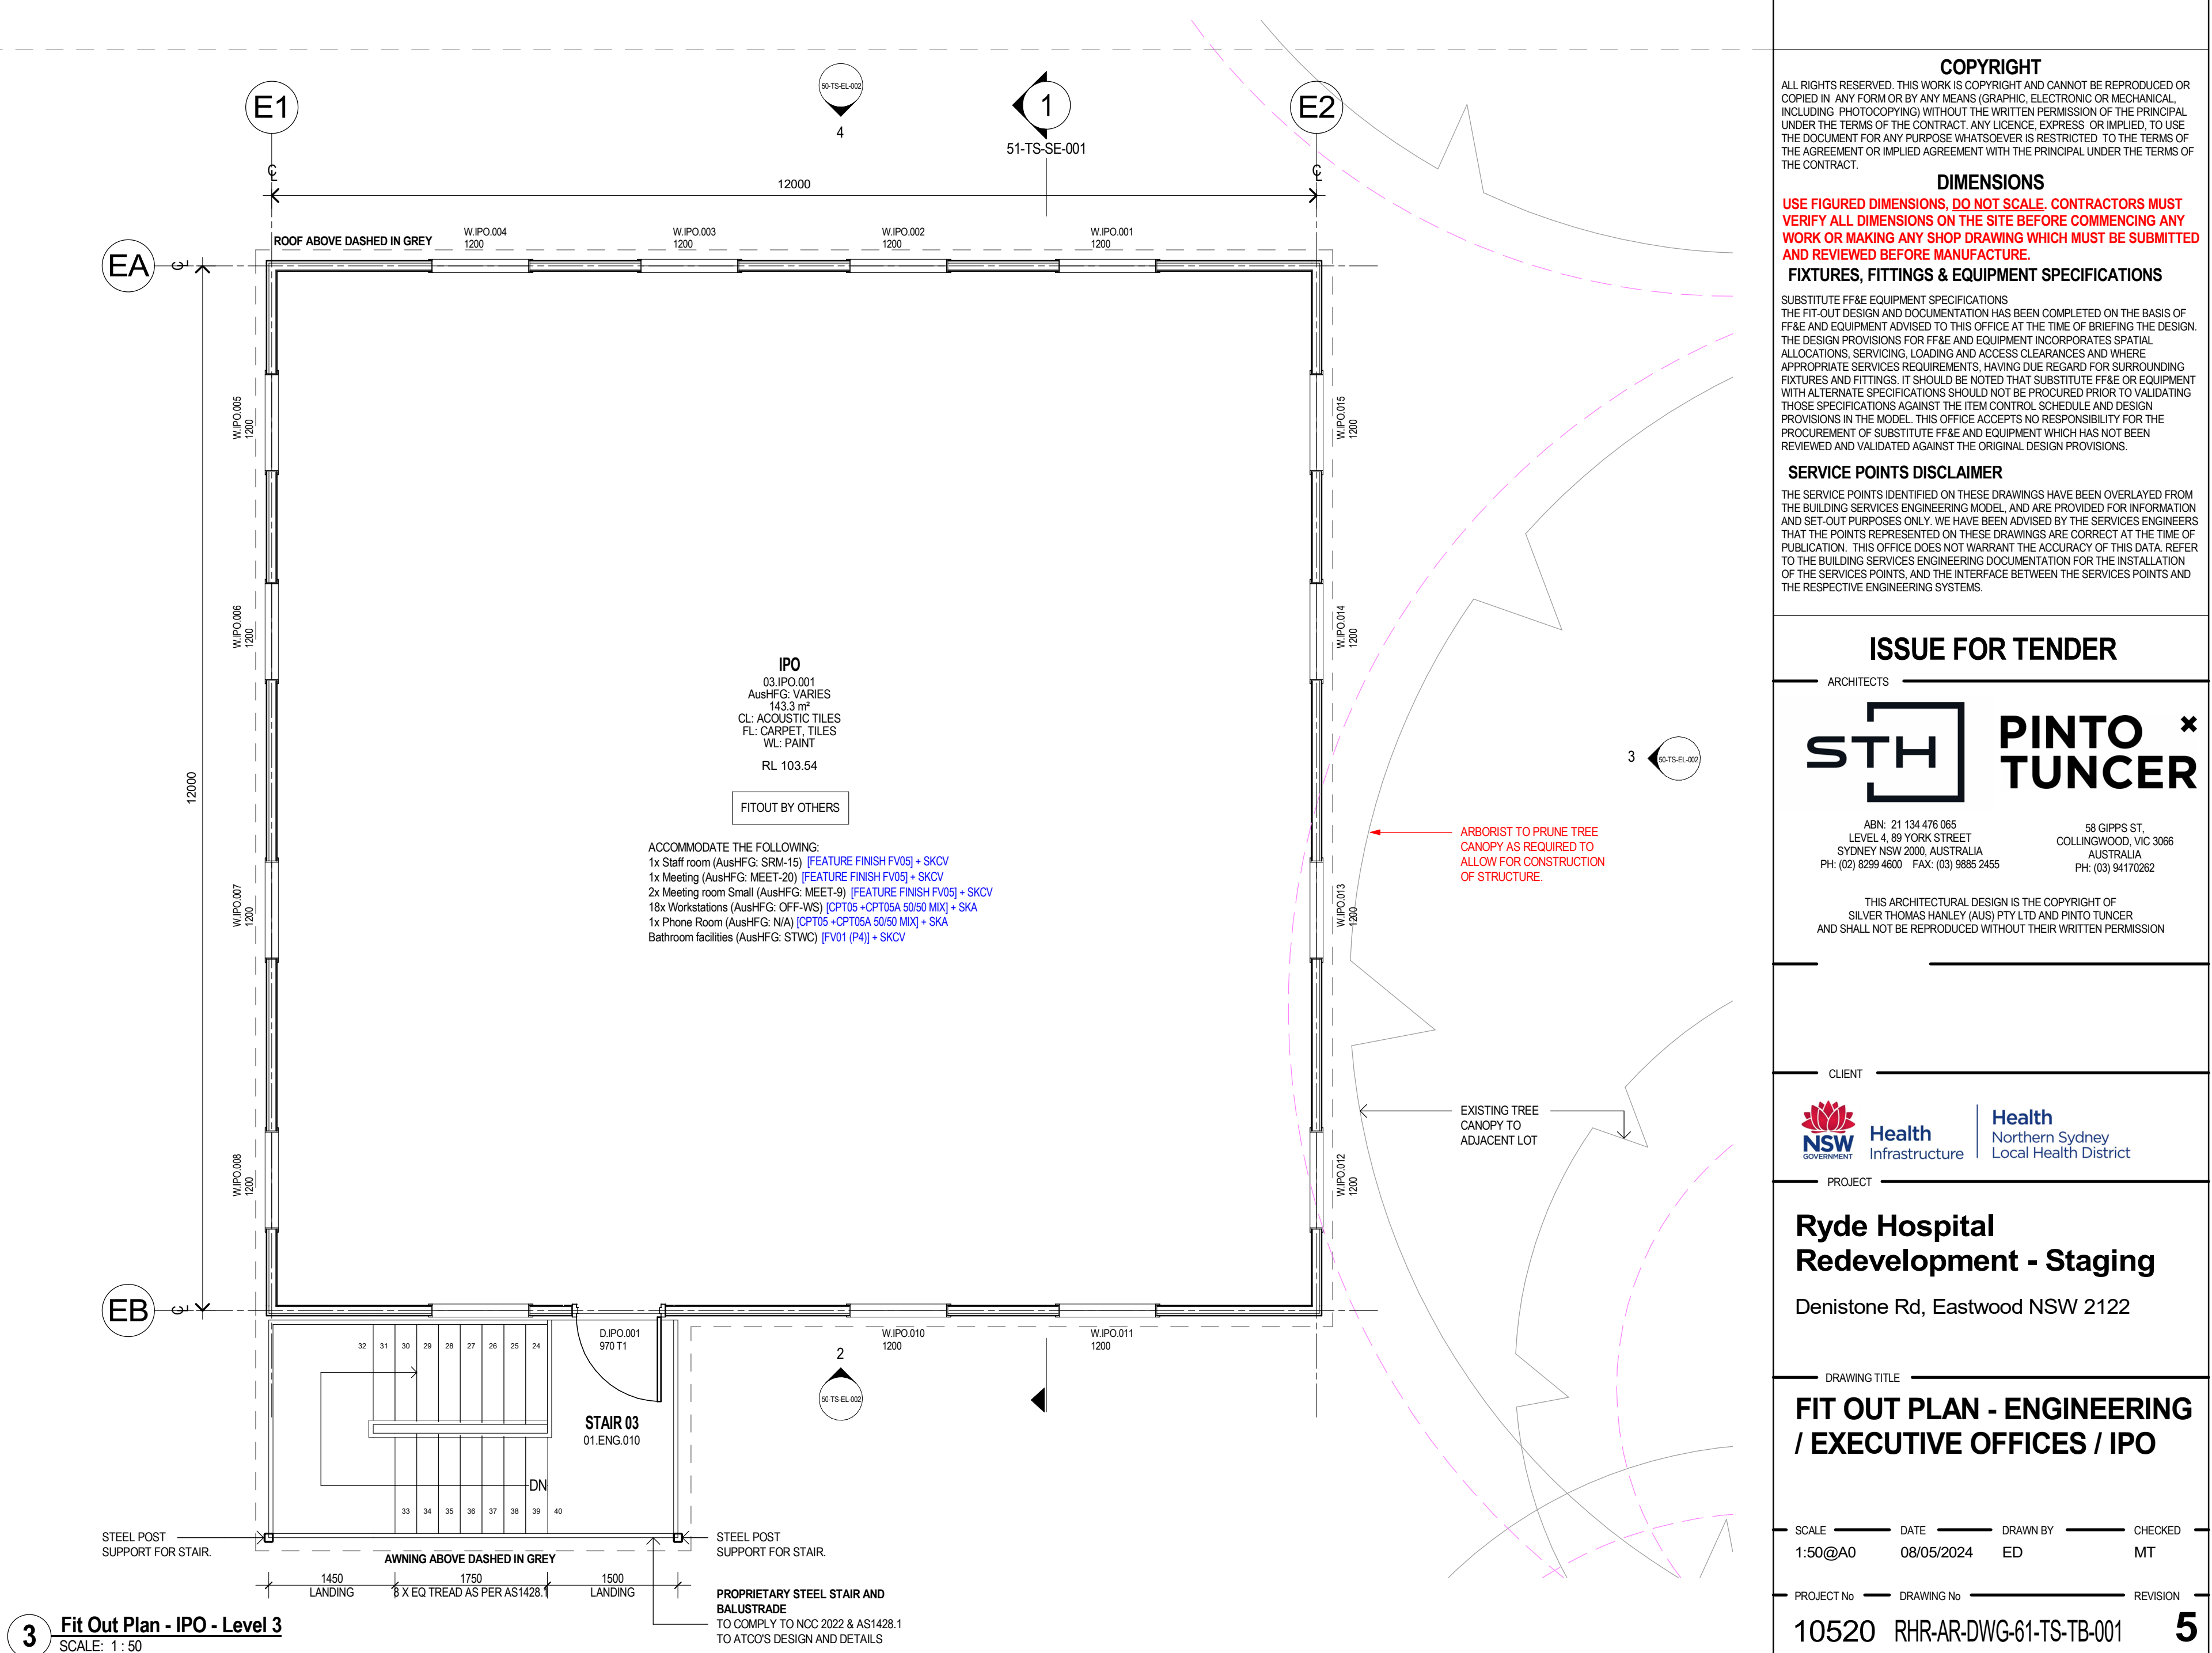 E1
50-TS-EL-002
4
1
51-TS-SE-001
E2
12000
ROOF ABOVE DASHED IN GREY
W.IPO.004
1200
W.IPO.003
1200
W.IPO.002
1200
W.IPO.001
1200
EA
12000
W.IPO.005
1200
W.IPO.006
1200
W.IPO.007
1200
W.IPO.008
1200
W.IPO.015
1200
W.IPO.014
1200
W.IPO.013
1200
W.IPO.012
1200
IPO
03.IPO.001
AusHFG: VARIES
143.3 m²
CL: ACOUSTIC TILES
FL: CARPET, TILES
WL: PAINT
RL 103.54
FITOUT BY OTHERS
ACCOMMODATE THE FOLLOWING:
1x Staff room (AusHFG: SRM-15) [FEATURE FINISH FV05] + SKCV
1x Meeting (AusHFG: MEET-20) [FEATURE FINISH FV05] + SKCV
2x Meeting room Small (AusHFG: MEET-9) [FEATURE FINISH FV05] + SKCV
18x Workstations (AusHFG: OFF-WS) [CPT05 +CPT05A 50/50 MIX] + SKA
1x Phone Room (AusHFG: N/A) [CPT05 +CPT05A 50/50 MIX] + SKA
Bathroom facilities (AusHFG: STWC) [FV01 (P4)] + SKCV
3
50-TS-EL-002
ARBORIST TO PRUNE TREE
CANOPY AS REQUIRED TO
ALLOW FOR CONSTRUCTION
OF STRUCTURE.
EXISTING TREE
CANOPY TO
ADJACENT LOT
EB
D.IPO.001
970 T1
W.IPO.010
1200
W.IPO.011
1200
2
50-TS-EL-002
32 31 30 29 28 27 26 25 24
STAIR 03
01.ENG.010
DN
33 34 35 36 37 38 39 40
STEEL POST
SUPPORT FOR STAIR.
STEEL POST
SUPPORT FOR STAIR.
AWNING ABOVE DASHED IN GREY
1450
LANDING
1750
8 X EQ TREAD AS PER AS1428.1
1500
LANDING
PROPRIETARY STEEL STAIR AND
BALUSTRADE
TO COMPLY TO NCC 2022 & AS1428.1
TO ATCO'S DESIGN AND DETAILS
3
Fit Out Plan - IPO - Level 3
SCALE: 1 : 50
COPYRIGHT
ALL RIGHTS RESERVED. THIS WORK IS COPYRIGHT AND CANNOT BE REPRODUCED OR
COPIED IN ANY FORM OR BY ANY MEANS (GRAPHIC, ELECTRONIC OR MECHANICAL,
INCLUDING PHOTOCOPYING) WITHOUT THE WRITTEN PERMISSION OF THE PRINCIPAL
UNDER THE TERMS OF THE CONTRACT. ANY LICENCE, EXPRESS OR IMPLIED, TO USE
THE DOCUMENT FOR ANY PURPOSE WHATSOEVER IS RESTRICTED TO THE TERMS OF
THE AGREEMENT OR IMPLIED AGREEMENT WITH THE PRINCIPAL UNDER THE TERMS OF
THE CONTRACT.
DIMENSIONS
USE FIGURED DIMENSIONS, DO NOT SCALE. CONTRACTORS MUST
VERIFY ALL DIMENSIONS ON THE SITE BEFORE COMMENCING ANY
WORK OR MAKING ANY SHOP DRAWING WHICH MUST BE SUBMITTED
AND REVIEWED BEFORE MANUFACTURE.
FIXTURES, FITTINGS & EQUIPMENT SPECIFICATIONS
SUBSTITUTE FF&E EQUIPMENT SPECIFICATIONS
THE FIT-OUT DESIGN AND DOCUMENTATION HAS BEEN COMPLETED ON THE BASIS OF
FF&E AND EQUIPMENT ADVISED TO THIS OFFICE AT THE TIME OF BRIEFING THE DESIGN.
THE DESIGN PROVISIONS FOR FF&E AND EQUIPMENT INCORPORATES SPATIAL
ALLOCATIONS, SERVICING, LOADING AND ACCESS CLEARANCES AND WHERE
APPROPRIATE SERVICES REQUIREMENTS, HAVING DUE REGARD FOR SURROUNDING
FIXTURES AND FITTINGS. IT SHOULD BE NOTED THAT SUBSTITUTE FF&E OR EQUIPMENT
WITH ALTERNATE SPECIFICATIONS SHOULD NOT BE PROCURED PRIOR TO VALIDATING
THOSE SPECIFICATIONS AGAINST THE ITEM CONTROL SCHEDULE AND DESIGN
PROVISIONS IN THE MODEL. THIS OFFICE ACCEPTS NO RESPONSIBILITY FOR THE
PROCUREMENT OF SUBSTITUTE FF&E AND EQUIPMENT WHICH HAS NOT BEEN
REVIEWED AND VALIDATED AGAINST THE ORIGINAL DESIGN PROVISIONS.
SERVICE POINTS DISCLAIMER
THE SERVICE POINTS IDENTIFIED ON THESE DRAWINGS HAVE BEEN OVERLAYED FROM
THE BUILDING SERVICES ENGINEERING MODEL, AND ARE PROVIDED FOR INFORMATION
AND SET-OUT PURPOSES ONLY. WE HAVE BEEN ADVISED BY THE SERVICES ENGINEERS
THAT THE POINTS REPRESENTED ON THESE DRAWINGS ARE CORRECT AT THE TIME OF
PUBLICATION. THIS OFFICE DOES NOT WARRANT THE ACCURACY OF THIS DATA. REFER
TO THE BUILDING SERVICES ENGINEERING DOCUMENTATION FOR THE INSTALLATION
OF THE SERVICES POINTS, AND THE INTERFACE BETWEEN THE SERVICES POINTS AND
THE RESPECTIVE ENGINEERING SYSTEMS.
ISSUE FOR TENDER
ARCHITECTS
STH
PINTO
TUNCER
ABN: 21 134 476 065
LEVEL 4, 89 YORK STREET
SYDNEY NSW 2000, AUSTRALIA
PH: (02) 8299 4600 FAX: (03) 9885 2455
58 GIPPS ST,
COLLINGWOOD, VIC 3066
AUSTRALIA
PH: (03) 94170262
THIS ARCHITECTURAL DESIGN IS THE COPYRIGHT OF
SILVER THOMAS HANLEY (AUS) PTY LTD AND PINTO TUNCER
AND SHALL NOT BE REPRODUCED WITHOUT THEIR WRITTEN PERMISSION
CLIENT
NSW
GOVERNMENT
Health
Infrastructure
Health
Northern Sydney
Local Health District
PROJECT
Ryde Hospital
Redevelopment - Staging
Denistone Rd, Eastwood NSW 2122
DRAWING TITLE
FIT OUT PLAN - ENGINEERING
/ EXECUTIVE OFFICES / IPO
SCALE DATE DRAWN BY CHECKED
1:50@A0 08/05/2024 ED MT
PROJECT No DRAWING No REVISION
10520 RHR-AR-DWG-61-TS-TB-001 5